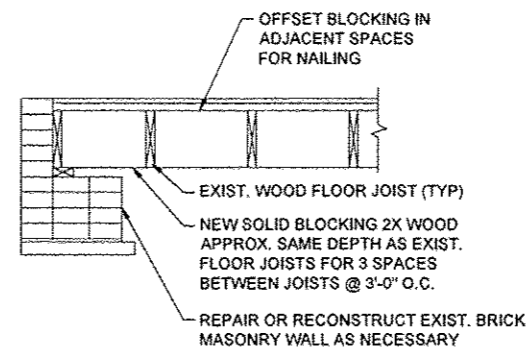 OFFSET BLOCKING IN
ADJACENT SPACES
FOR NAILING
EXIST. WOOD FLOOR JOIST (TYP)
NEW SOLID BLOCKING 2X WOOD
APPROX. SAME DEPTH AS EXIST.
FLOOR JOISTS FOR 3 SPACES
BETWEEN JOISTS @ 3'-0" O.C.
REPAIR OR RECONSTRUCT EXIST. BRICK
MASONRY WALL AS NECESSARY